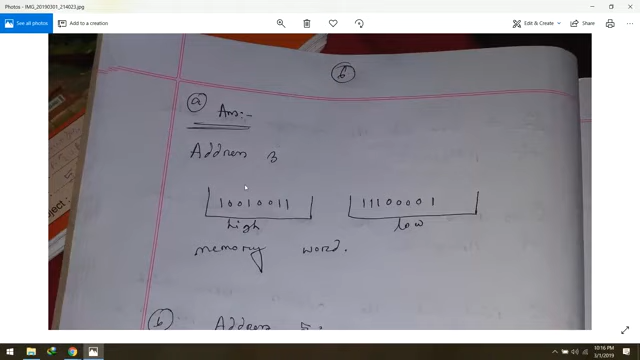 Photos - IMG_20190301_214023.jpg
See all photos
Add to a creation
Edit & Create
Share
6
a Ans:-
Address 3
10010011 11100001
high low
memory word.
b Address 5:
10:16 PM
3/1/2019